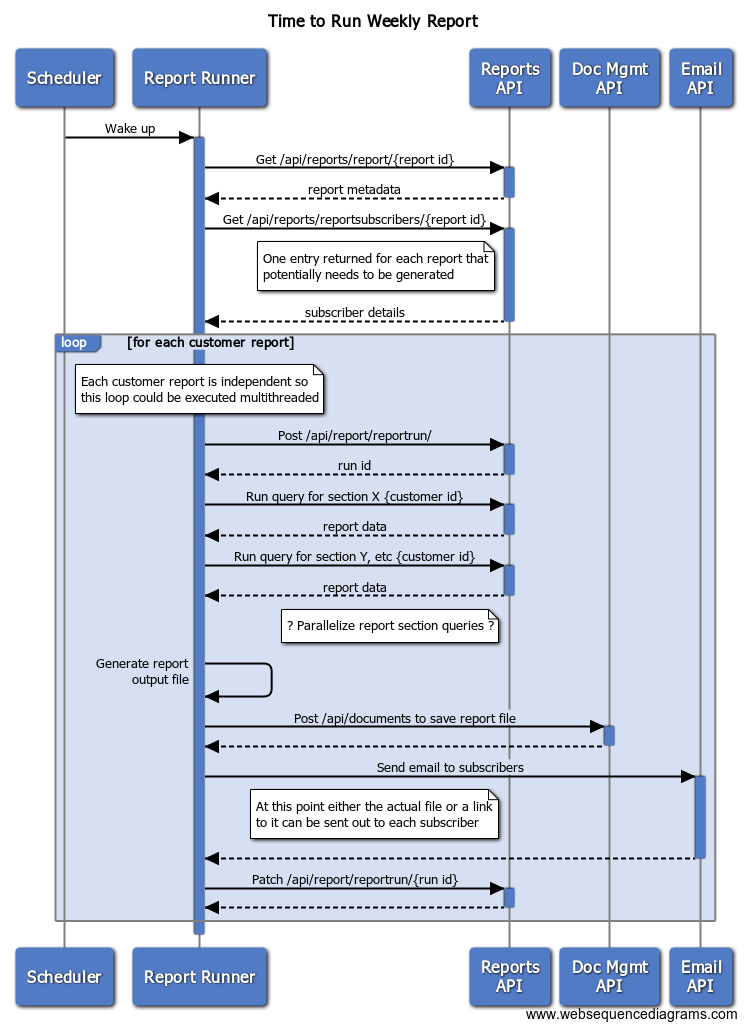 Time to Run Weekly Report
Scheduler
Report Runner
Reports
API
Doc Mgmt
API
Email
API
Wake up
Get /api/reports/report/{report id}
report metadata
Get /api/reports/reportsubscribers/{report id}
One entry returned for each report that
potentially needs to be generated
subscriber details
loop
[for each customer report]
Each customer report is independent so
this loop could be executed multithreaded
Post /api/report/reportrun/
run id
Run query for section X {customer id}
report data
Run query for section Y, etc {customer id}
report data
? Parallelize report section queries ?
Generate report
output file
Post /api/documents to save report file
Send email to subscribers
At this point either the actual file or a link
to it can be sent out to each subscriber
Patch /api/report/reportrun/{run id}
Scheduler
Report Runner
Reports
API
Doc Mgmt
API
Email
API
www.websequencediagrams.com